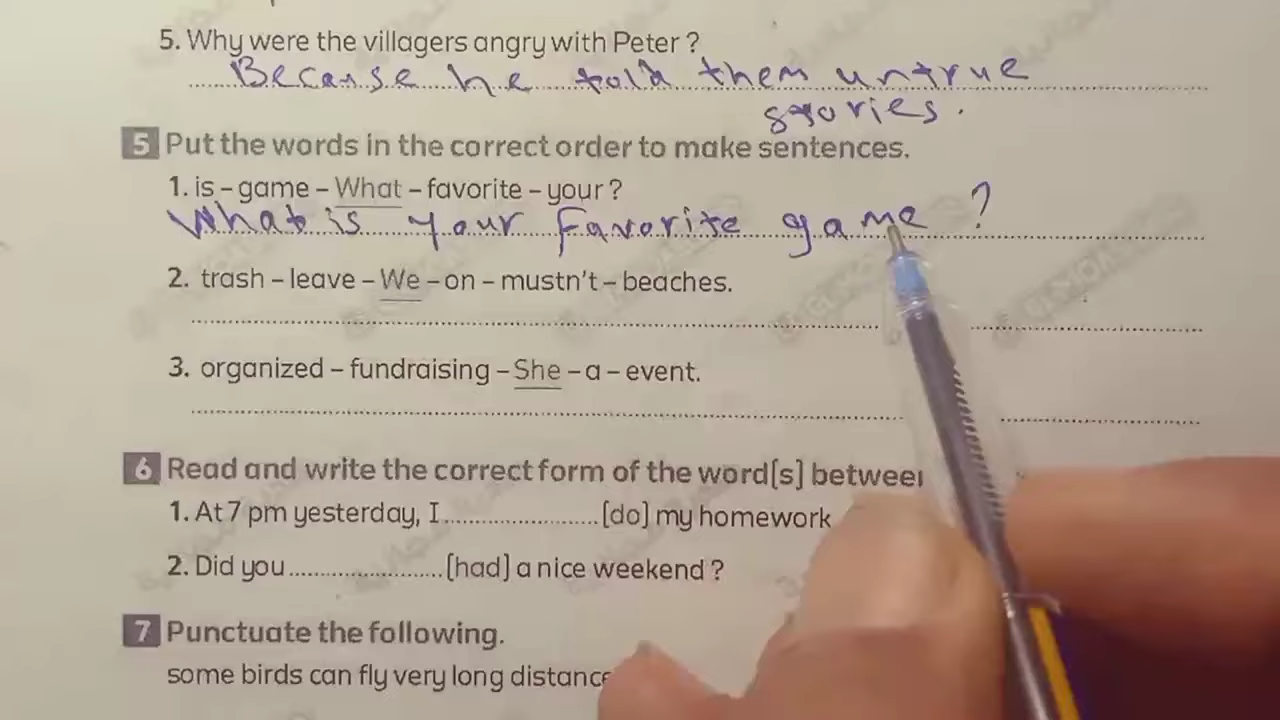 5. Why were the villagers angry with Peter ?
Because he told them untrue
stories.
5 Put the words in the correct order to make sentences.
1. is – game – What – favorite – your ?
What is your favorite game ?
2. trash – leave – We – on – mustn't – beaches.
3. organized – fundraising – She – a – event.
6 Read and write the correct form of the word[s]
1. At 7 pm yesterday, I ...................... [do] my homework
2. Did you ...................... [had] a nice weekend ?
7 Punctuate the following.
some birds can fly very long